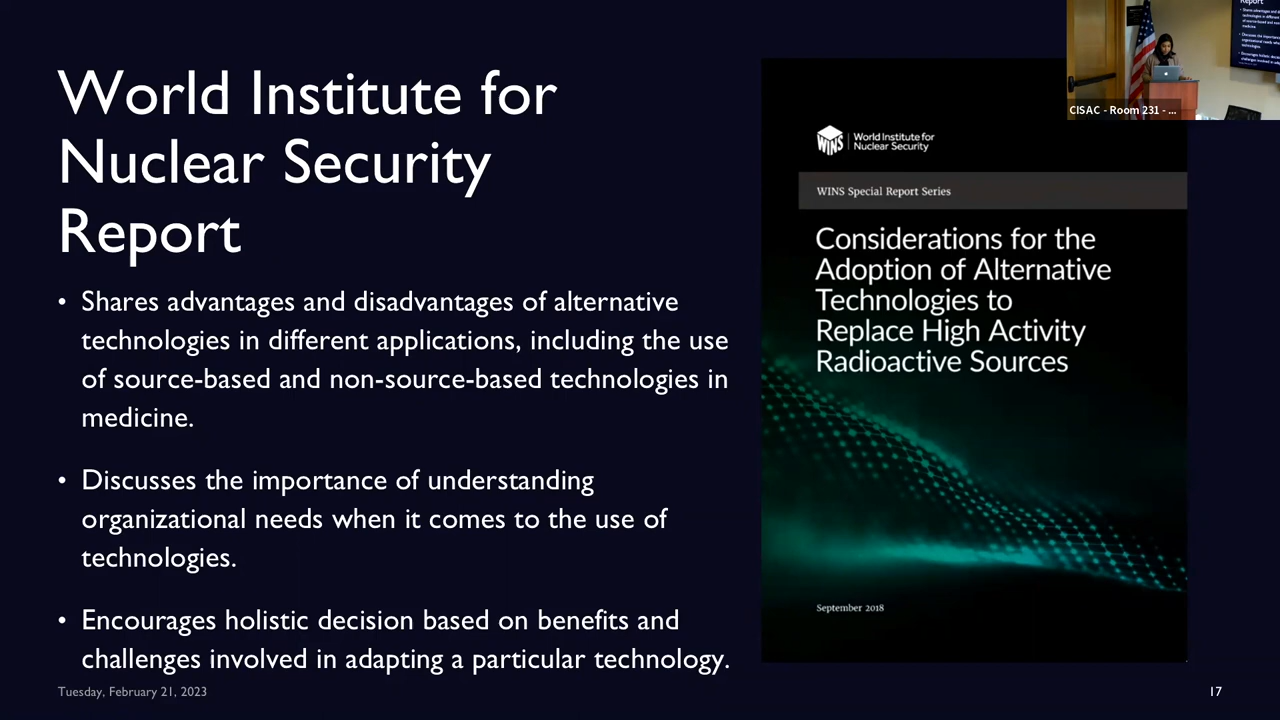 World Institute for
Nuclear Security
Report
• Shares advantages and disadvantages of alternative
technologies in different applications, including the use
of source-based and non-source-based technologies in
medicine.
• Discusses the importance of understanding
organizational needs when it comes to the use of
technologies.
• Encourages holistic decision based on benefits and
challenges involved in adapting a particular technology.
Tuesday, February 21, 2023
WINS
World Institute for
Nuclear Security
WINS Special Report Series
Considerations for the
Adoption of Alternative
Technologies to
Replace High Activity
Radioactive Sources
September 2018
CISAC - Room 231 - ...
17